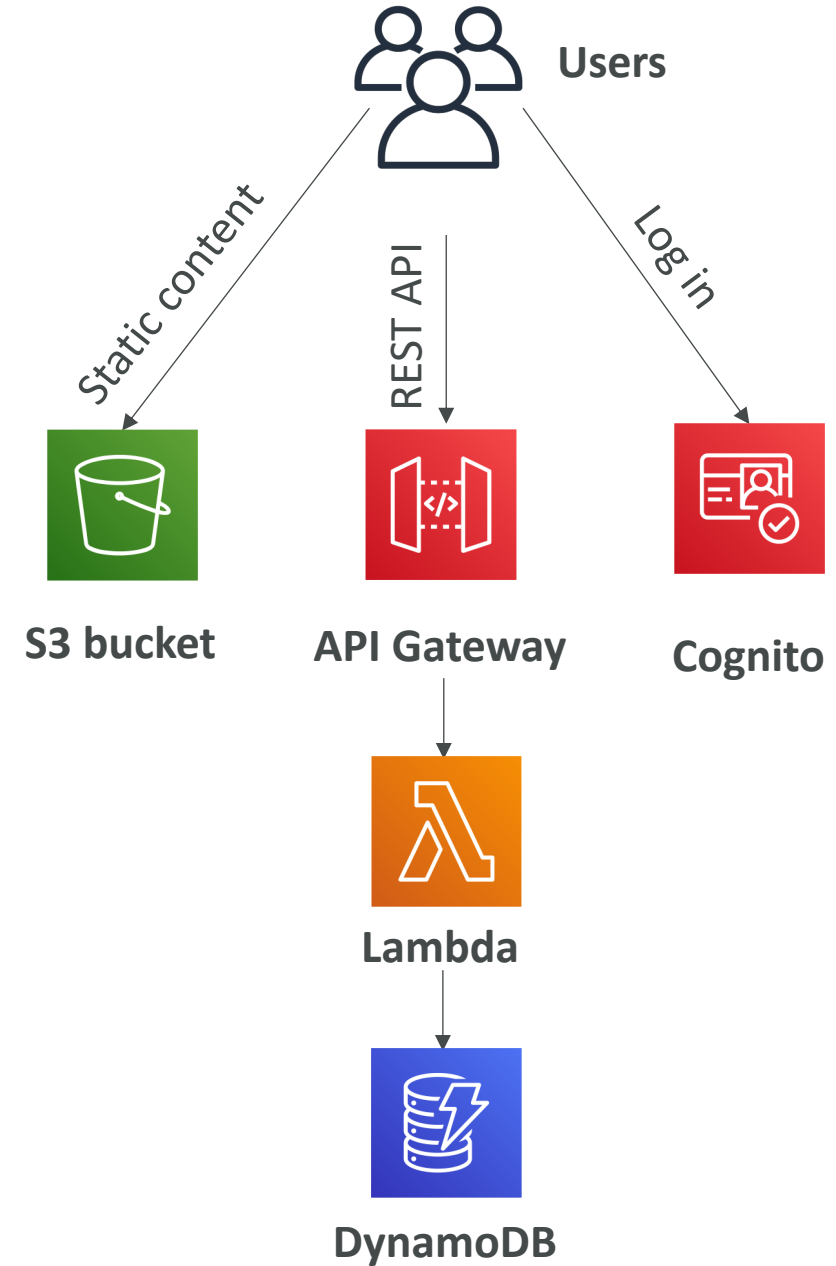 Users
Static content
REST API
Log in
S3 bucket
API Gateway
Cognito
Lambda
DynamoDB